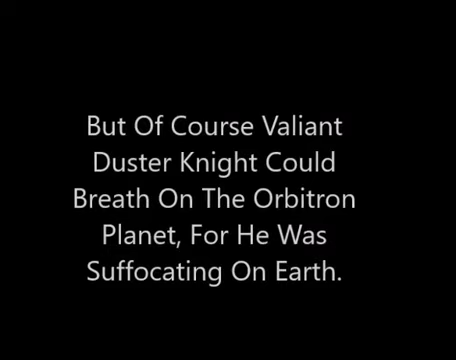 But Of Course Valiant
Duster Knight Could
Breath On The Orbitron
Planet, For He Was
Suffocating On Earth.